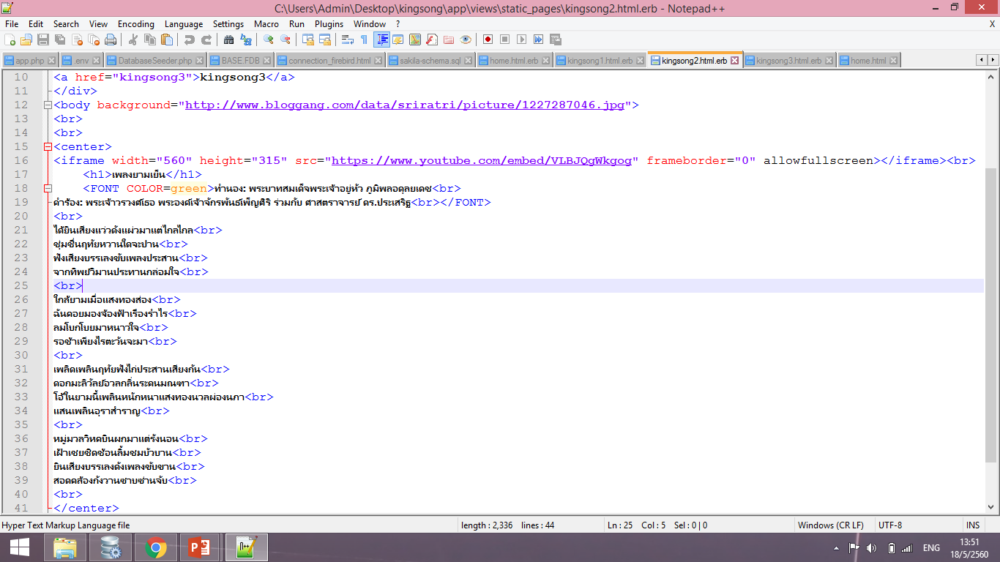 C:\Users\Admin\Desktop\kingsong\app\views\static_pages\kingsong2.html.erb - Notepad++
File Edit Search View Encoding Language Settings Macro Run Plugins Window ? X
app.php .env DatabaseSeeder.php BASE.FDB connection_firebird.html sakila-schema.sql home.html.erb kingsong1.html.erb kingsong2.html.erb kingsong3.html.erb home.html
10 <a href="kingsong3">kingsong3</a>
11 </div>
12 <body background="http://www.bloggang.com/data/sriratri/picture/1227287046.jpg">
13 <br>
14 <br>
15 <center>
16 <iframe width="560" height="315" src="https://www.youtube.com/embed/VLBJQgWkgog" frameborder="0" allowfullscreen></iframe><br>
17 <h1>เพลงยามเย็น</h1>
18 <FONT COLOR=green>ทำนอง: พระบาทสมเด็จพระเจ้าอยู่หัว ภูมิพลอดุลยเดช<br>
19 คำร้อง: พระเจ้าวรวงศ์เธอ พระองค์เจ้าจักรพันธ์เพ็ญศิริ ร่วมกับ ศาสตราจารย์ ดร.ประเสริฐ<br></FONT>
20 <br>
21 ได้ยินเสียงแว่วดังแผ่วมาแต่ไกลไกล<br>
22 ชุ่มชื่นฤทัยหวานใดจะปาน<br>
23 ฟังเสียงบรรเลงขับเพลงประสาน<br>
24 จากทิพย์วิมานประทานกล่อมใจ<br>
25 <br>
26 ใกล้ยามเมื่อแสงทองส่อง<br>
27 ฉันคอยมองจ้องฟ้าเรืองรำไร<br>
28 ลมโบกโบยมาหนาวใจ<br>
29 รอช้าเพียงไรตะวันจะมา<br>
30 <br>
31 เพลิดเพลินฤทัยฟังไก่ประสานเสียงกัน<br>
32 ดอกมะลิวัลย์อวลกลิ่นระคนมณฑา<br>
33 โอ้ในยามนี้เพลินหนักหนาแสงทองนวลผ่องนภา<br>
34 แสนเพลินอุราสำราญ<br>
35 <br>
36 หมู่มวลวิหคบินผกมาแต่รังนอน<br>
37 เฝ้าเชยชิดช้อนลิ้มชมบัวบาน<br>
38 ยินเสียงบรรเลงดังเพลงขับขาน<br>
39 สอดคล้องกังวานซาบซ่านจับ<br>
40 <br>
41 </center>
Hyper Text Markup Language file length : 2,336 lines : 44 Ln : 25 Col : 5 Sel : 0 | 0 Windows (CR LF) UTF-8 INS
ENG 13:51
18/5/2560